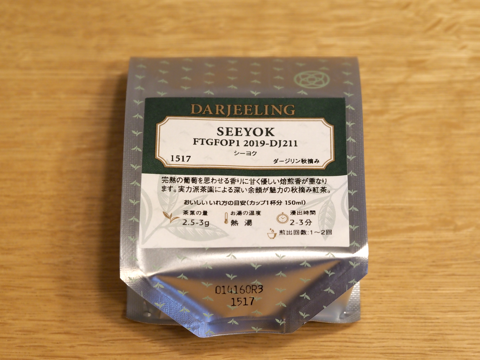 DARJEELING
SEEYOK
FTGFOP1 2019-DJ211
シーヨク
1517 ダージリン秋摘み
完熟の葡萄を思わせる香りに甘く優しい焙煎香が重なり
ます。実力派茶園による深い余韻が魅力の秋摘み紅茶。
おいしいいれ方の目安(カップ1杯分 150ml)
茶葉の量 お湯の温度 浸出時間
2.5-3g 熱湯 2-3分
煎出回数:1~2回
014160R3
1517